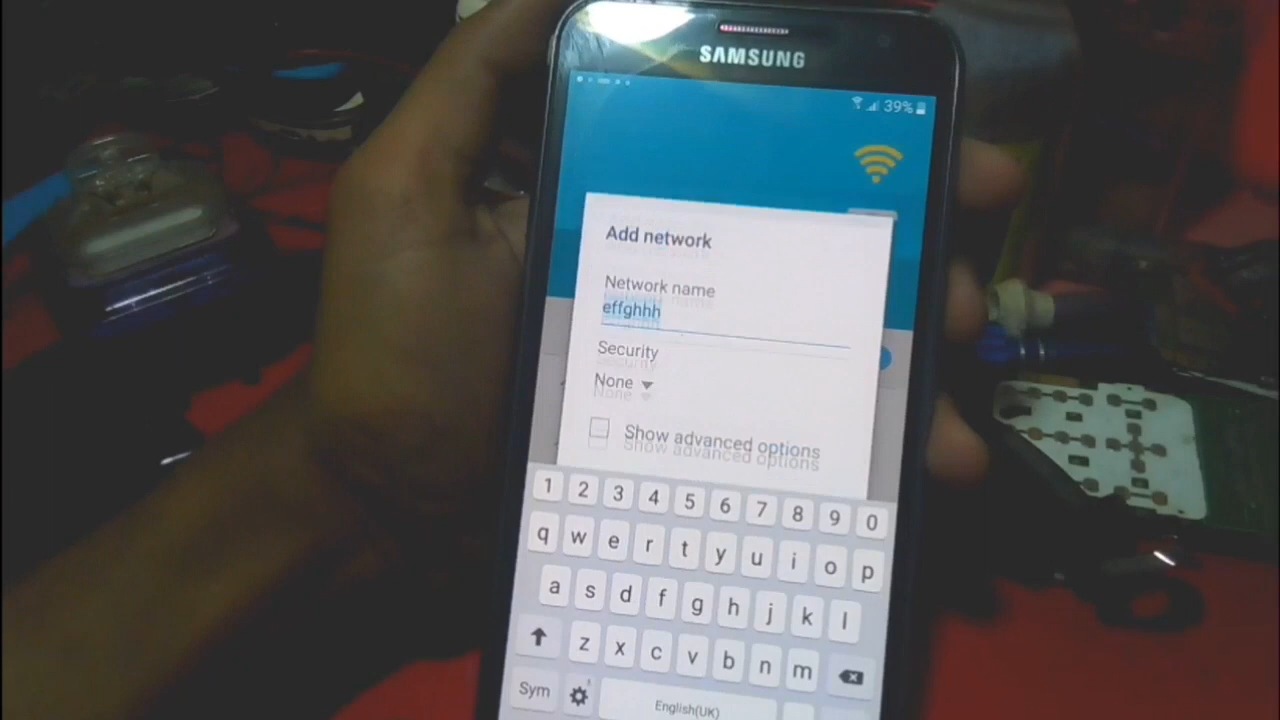 SAMSUNG
39%
Add network
Network name
effghhh
Security
None
Show advanced options
1 2 3 4 5 6 7 8 9 0
q w e r t y u i o p
a s d f g h j k l
z x c v b n m
Sym English(UK)